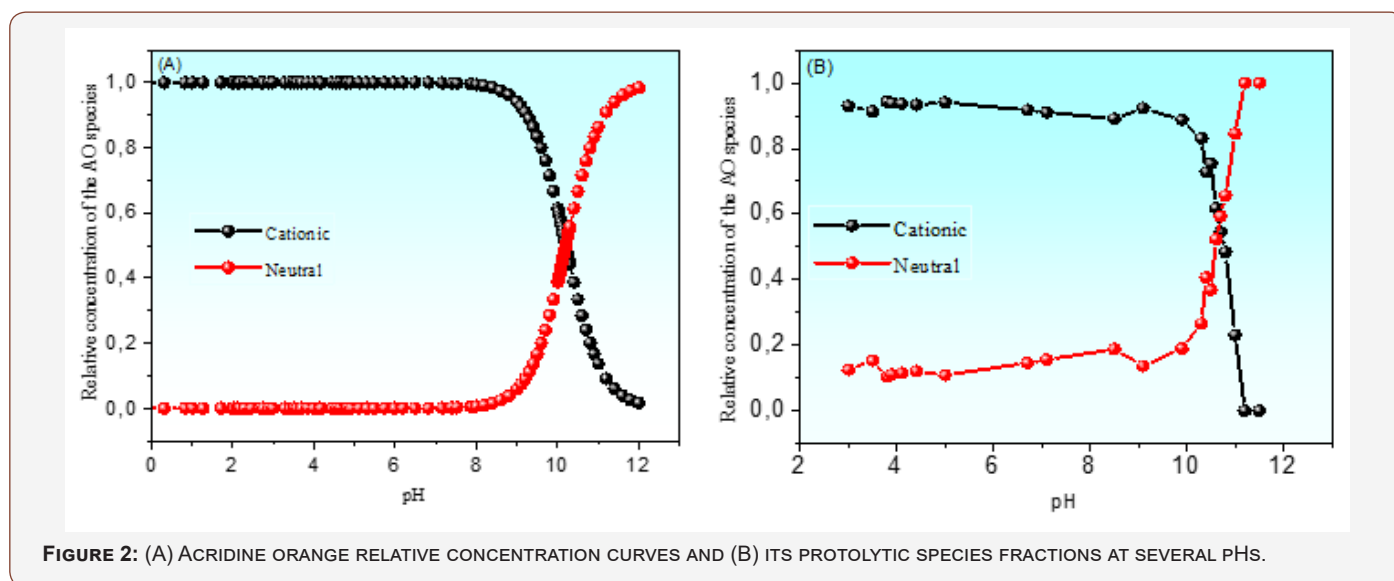 (A)
Relative concentration of the AO species
1,0
0,8
0,6
0,4
0,2
0,0
Cationic
Neutral
0 2 4 6 8 10 12
pH
(B)
Relative concentration of the AO species
1,0
0,8
0,6
0,4
0,2
0,0
Cationic
Neutral
2 4 6 8 10 12
pH
FIGURE 2: (A) ACRIDINE ORANGE RELATIVE CONCENTRATION CURVES AND (B) ITS PROTOLYTIC SPECIES FRACTIONS AT SEVERAL PHS.